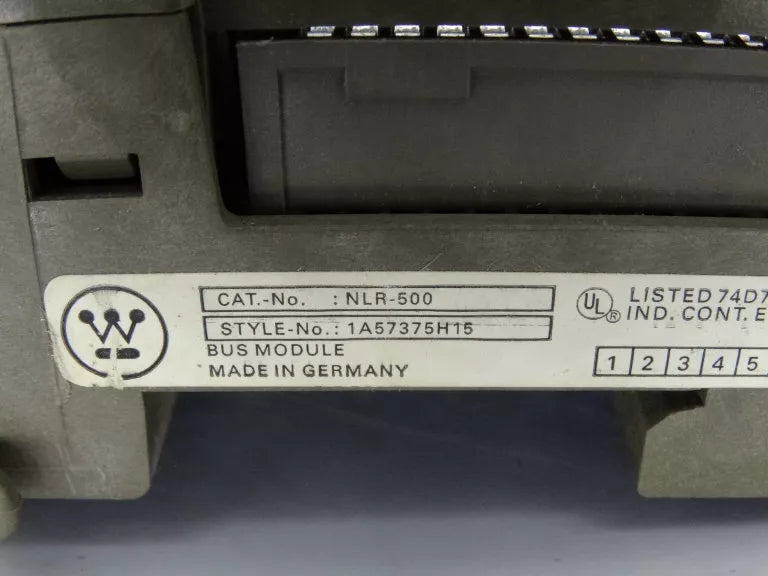 CAT.-No. : NLR-500
STYLE-No.: 1A57375H15
BUS MODULE
MADE IN GERMANY
UL ®
LISTED 74D7
IND. CONT. E
1 2 3 4 5